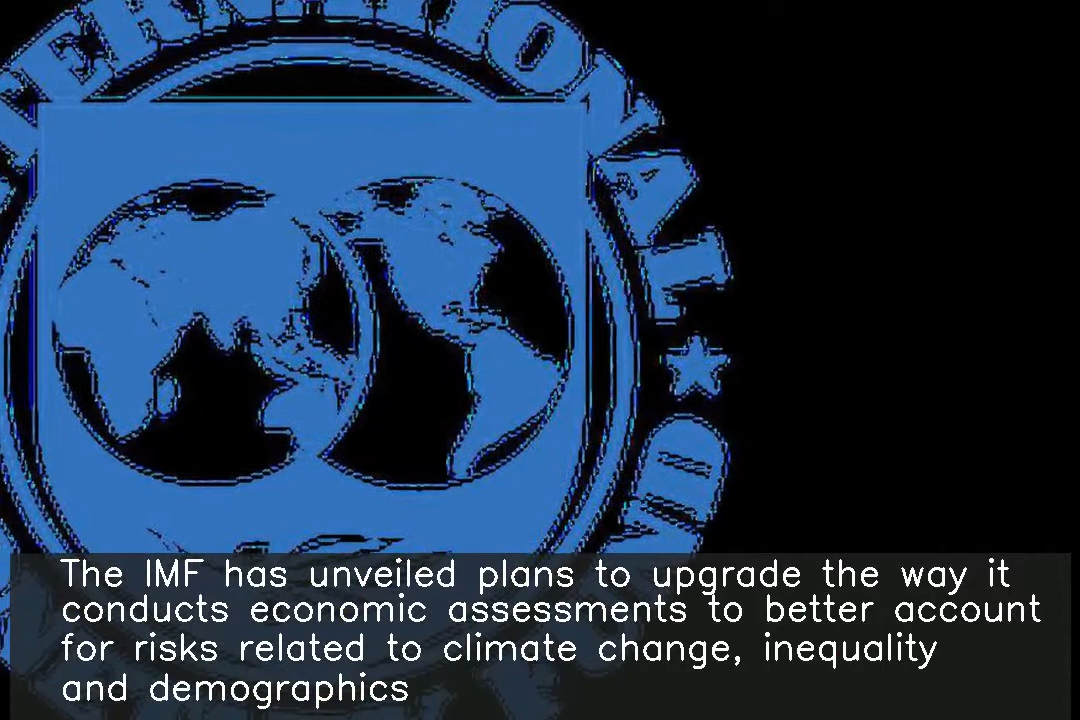 TERNATIONAL
The IMF has unveiled plans to upgrade the way it
conducts economic assessments to better account
for risks related to climate change, inequality
and demographics